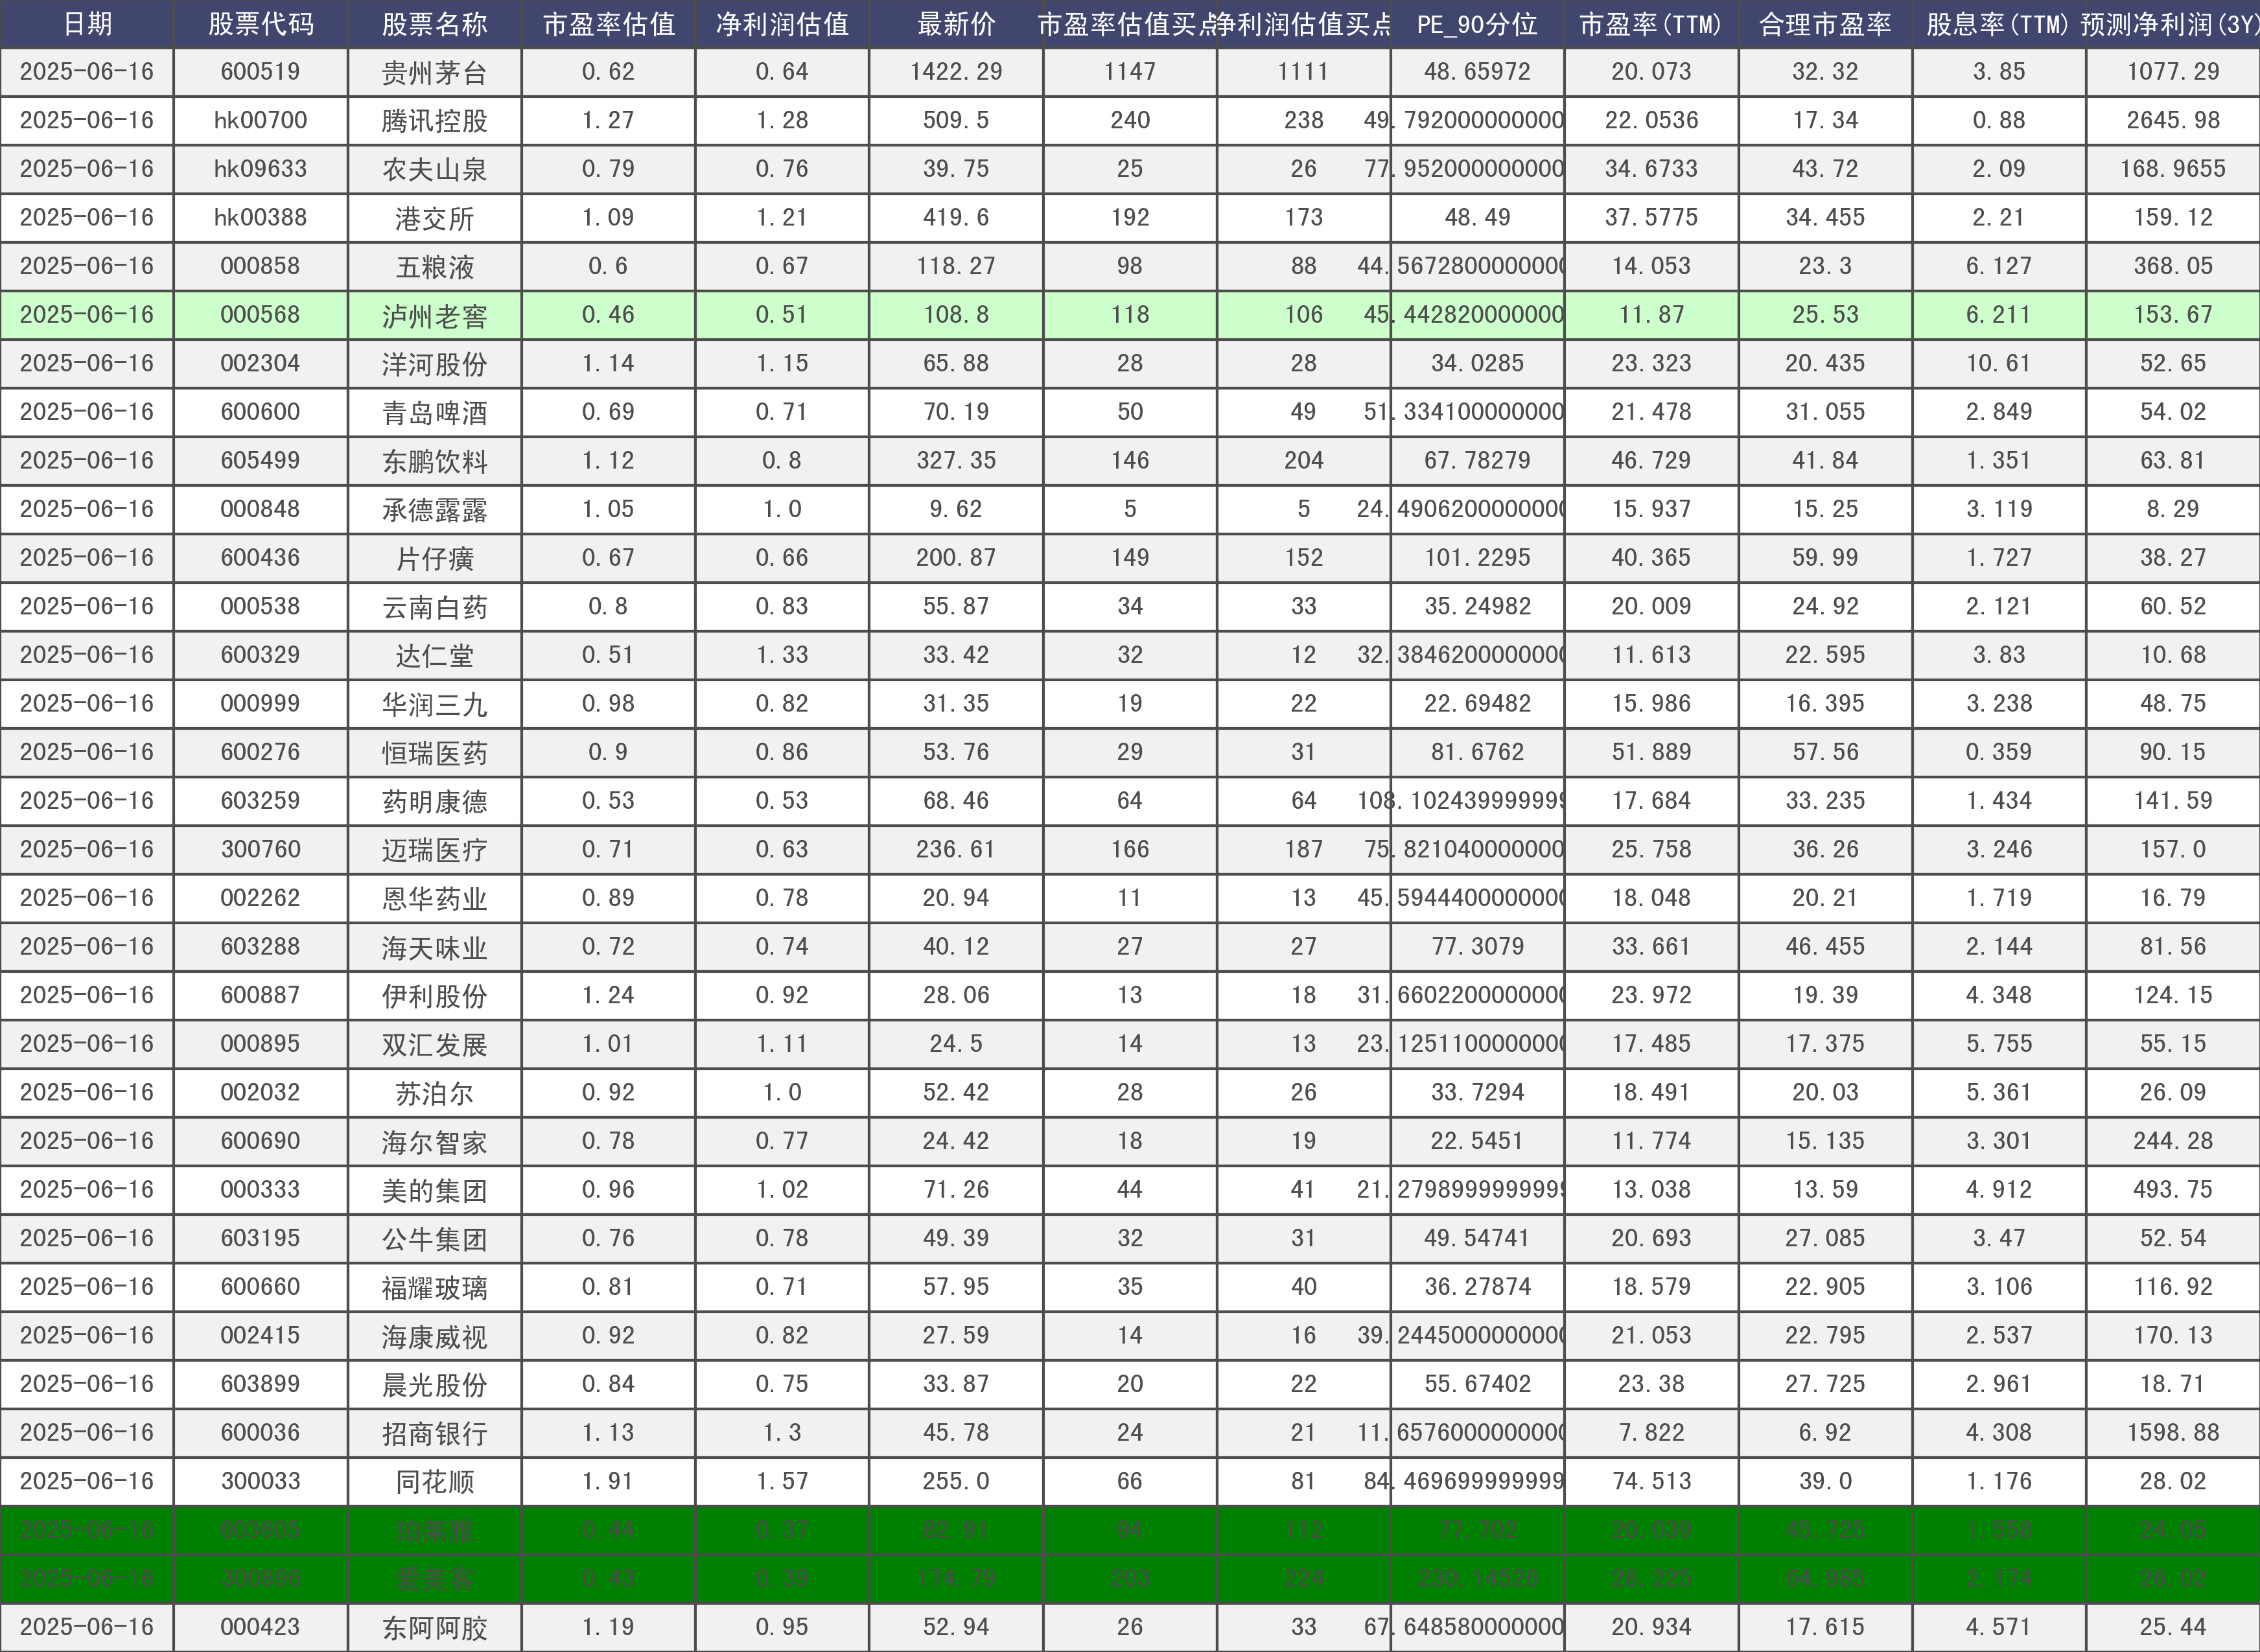 日期 股票代码 股票名称 市盈率估值 净利润估值 最新价 市盈率估值买点 净利润估值买点 PE_90分位 市盈率(TTM) 合理市盈率 股息率(TTM) 预测净利润(3Y)
2025-06-16 600519 贵州茅台 0.62 0.64 1422.29 1147 1111 48.65972 20.073 32.32 3.85 1077.29
2025-06-16 hk00700 腾讯控股 1.27 1.28 509.5 240 238 49.792000000000 22.0536 17.34 0.88 2645.98
2025-06-16 hk09633 农夫山泉 0.79 0.76 39.75 25 26 77.952000000000 34.6733 43.72 2.09 168.9655
2025-06-16 hk00388 港交所 1.09 1.21 419.6 192 173 48.49 37.5775 34.455 2.21 159.12
2025-06-16 000858 五粮液 0.6 0.67 118.27 98 88 44.5672800000000 14.053 23.3 6.127 368.05
2025-06-16 000568 泸州老窖 0.46 0.51 108.8 118 106 45.442820000000 11.87 25.53 6.211 153.67
2025-06-16 002304 洋河股份 1.14 1.15 65.88 28 28 34.0285 23.323 20.435 10.61 52.65
2025-06-16 600600 青岛啤酒 0.69 0.71 70.19 50 49 51.334100000000 21.478 31.055 2.849 54.02
2025-06-16 605499 东鹏饮料 1.12 0.8 327.35 146 204 67.78279 46.729 41.84 1.351 63.81
2025-06-16 000848 承德露露 1.05 1.0 9.62 5 5 24.4906200000000 15.937 15.25 3.119 8.29
2025-06-16 600436 片仔癀 0.67 0.66 200.87 149 152 101.2295 40.365 59.99 1.727 38.27
2025-06-16 000538 云南白药 0.8 0.83 55.87 34 33 35.24982 20.009 24.92 2.121 60.52
2025-06-16 600329 达仁堂 0.51 1.33 33.42 32 12 32.3846200000000 11.613 22.595 3.83 10.68
2025-06-16 000999 华润三九 0.98 0.82 31.35 19 22 22.69482 15.986 16.395 3.238 48.75
2025-06-16 600276 恒瑞医药 0.9 0.86 53.76 29 31 81.6762 51.889 57.56 0.359 90.15
2025-06-16 603259 药明康德 0.53 0.53 68.46 64 64 108.102439999999 17.684 33.235 1.434 141.59
2025-06-16 300760 迈瑞医疗 0.71 0.63 236.61 166 187 75.821040000000 25.758 36.26 3.246 157.0
2025-06-16 002262 恩华药业 0.89 0.78 20.94 11 13 45.5944400000000 18.048 20.21 1.719 16.79
2025-06-16 603288 海天味业 0.72 0.74 40.12 27 27 77.3079 33.661 46.455 2.144 81.56
2025-06-16 600887 伊利股份 1.24 0.92 28.06 13 18 31.6602200000000 23.972 19.39 4.348 124.15
2025-06-16 000895 双汇发展 1.01 1.11 24.5 14 13 23.1251100000000 17.485 17.375 5.755 55.15
2025-06-16 002032 苏泊尔 0.92 1.0 52.42 28 26 33.7294 18.491 20.03 5.361 26.09
2025-06-16 600690 海尔智家 0.78 0.77 24.42 18 19 22.5451 11.774 15.135 3.301 244.28
2025-06-16 000333 美的集团 0.96 1.02 71.26 44 41 21.2798999999999 13.038 13.59 4.912 493.75
2025-06-16 603195 公牛集团 0.76 0.78 49.39 32 31 49.54741 20.693 27.085 3.47 52.54
2025-06-16 600660 福耀玻璃 0.81 0.71 57.95 35 40 36.27874 18.579 22.905 3.106 116.92
2025-06-16 002415 海康威视 0.92 0.82 27.59 14 16 39.2445000000000 21.053 22.795 2.537 170.13
2025-06-16 603899 晨光股份 0.84 0.75 33.87 20 22 55.67402 23.38 27.725 2.961 18.71
2025-06-16 600036 招商银行 1.13 1.3 45.78 24 21 11.6576000000000 7.822 6.92 4.308 1598.88
2025-06-16 300033 同花顺 1.91 1.57 255.0 66 81 84.469699999999 74.513 39.0 1.176 28.02
2025-06-16 603605 珀莱雅 0.44 0.37 82.91 94 112 77.702 20.039 45.725 1.558 24.05
2025-06-16 300896 爱美客 0.43 0.39 174.79 203 224 230.14526 28.225 64.985 2.174 26.02
2025-06-16 000423 东阿阿胶 1.19 0.95 52.94 26 33 67.648580000000 20.934 17.615 4.571 25.44